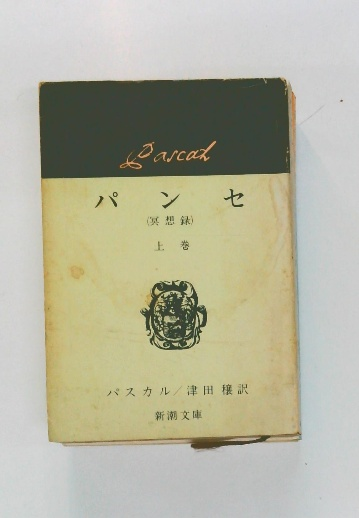 Pascal
パンセ
(冥想録)
上巻
パスカル/津田穣訳
新潮文庫